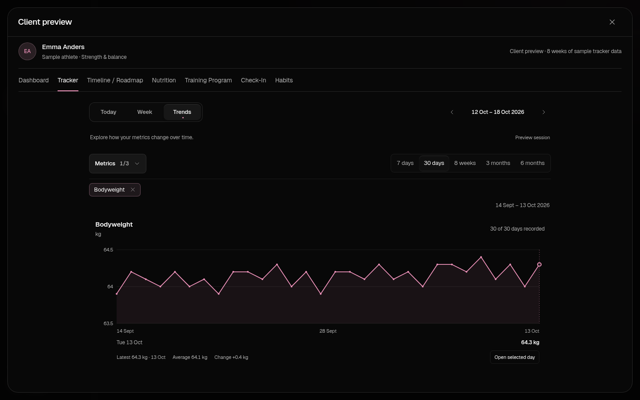 Client preview
EA
Emma Anders
Sample athlete · Strength & balance
Client preview · 8 weeks of sample tracker data
Dashboard Tracker Timeline / Roadmap Nutrition Training Program Check-in Habits
Today Week Trends
12 Oct – 18 Oct 2026
Explore how your metrics change over time.
Preview session
Metrics 1/3
7 days 30 days 8 weeks 3 months 6 months
Bodyweight
14 Sept – 13 Oct 2026
Bodyweight
kg
30 of 30 days recorded
64.5
64
63.5
14 Sept 28 Sept 13 Oct
Tue 13 Oct 64.3 kg
Latest 64.3 kg · 13 Oct Average 64.1 kg Change +0.4 kg
Open selected day